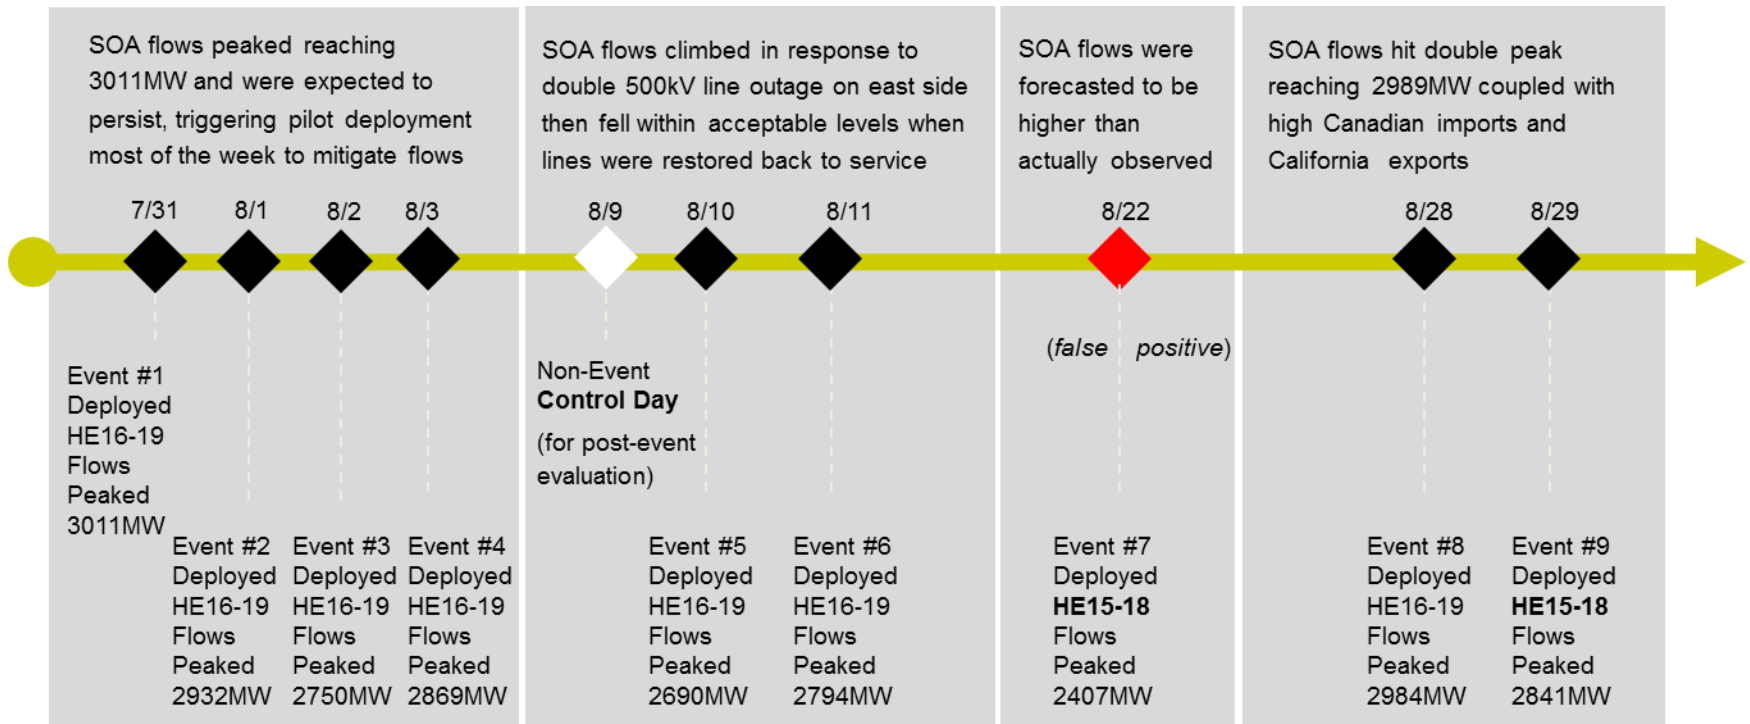 SOA flows peaked reaching
3011MW and were expected to
persist, triggering pilot deployment
most of the week to mitigate flows
7/31
8/1
8/2
8/3
Event #1
Deployed
HE16-19
Flows
Peaked
3011MW
Event #2
Deployed
HE16-19
Flows
Peaked
2932MW
Event #3
Deployed
HE16-19
Flows
Peaked
2750MW
Event #4
Deployed
HE16-19
Flows
Peaked
2869MW
SOA flows climbed in response to
double 500kV line outage on east side
then fell within acceptable levels when
lines were restored back to service
8/9
8/10
8/11
Non-Event
Control Day
(for post-event
evaluation)
Event #5
Deployed
HE16-19
Flows
Peaked
2690MW
Event #6
Deployed
HE16-19
Flows
Peaked
2794MW
SOA flows were
forecasted to be
higher than
actually observed
8/22
(false positive)
Event #7
Deployed
HE15-18
Flows
Peaked
2407MW
SOA flows hit double peak
reaching 2989MW coupled with
high Canadian imports and
California exports
8/28
8/29
Event #8
Deployed
HE16-19
Flows
Peaked
2984MW
Event #9
Deployed
HE15-18
Flows
Peaked
2841MW